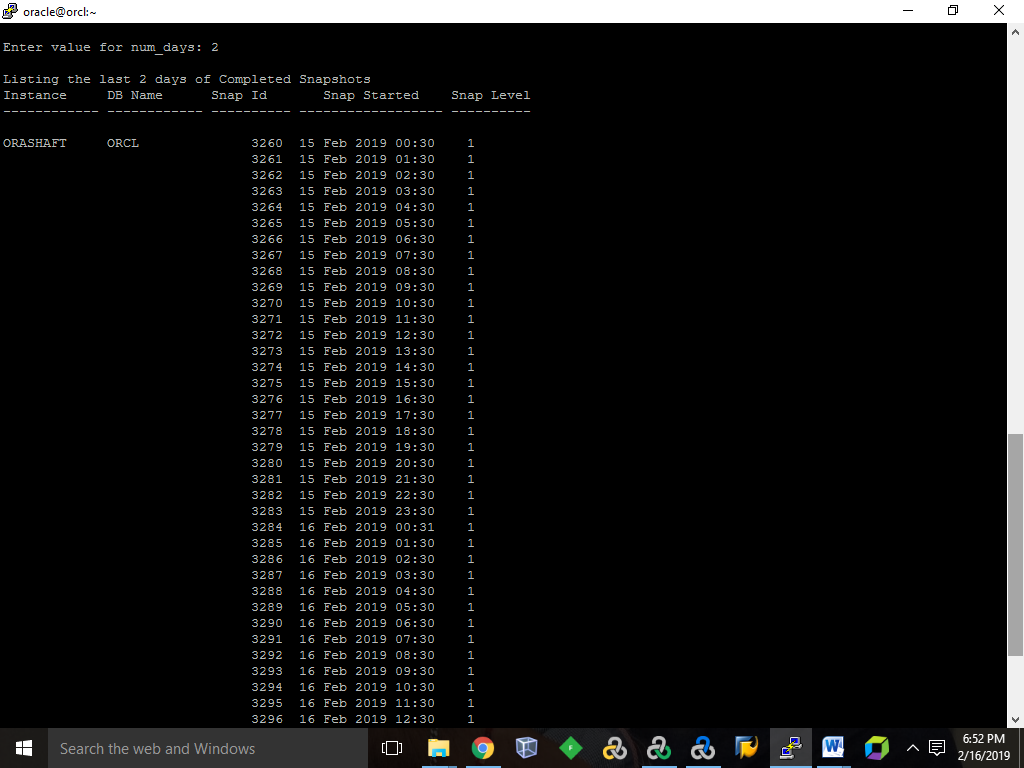 oracle@orcl:~
Enter value for num_days: 2
Listing the last 2 days of Completed Snapshots
Instance     DB Name      Snap Id       Snap Started    Snap Level
------------ ------------ ---------- ------------------ ----------
ORASHAFT     ORCL              3260  15 Feb 2019 00:30    1
3261  15 Feb 2019 01:30    1
3262  15 Feb 2019 02:30    1
3263  15 Feb 2019 03:30    1
3264  15 Feb 2019 04:30    1
3265  15 Feb 2019 05:30    1
3266  15 Feb 2019 06:30    1
3267  15 Feb 2019 07:30    1
3268  15 Feb 2019 08:30    1
3269  15 Feb 2019 09:30    1
3270  15 Feb 2019 10:30    1
3271  15 Feb 2019 11:30    1
3272  15 Feb 2019 12:30    1
3273  15 Feb 2019 13:30    1
3274  15 Feb 2019 14:30    1
3275  15 Feb 2019 15:30    1
3276  15 Feb 2019 16:30    1
3277  15 Feb 2019 17:30    1
3278  15 Feb 2019 18:30    1
3279  15 Feb 2019 19:30    1
3280  15 Feb 2019 20:30    1
3281  15 Feb 2019 21:30    1
3282  15 Feb 2019 22:30    1
3283  15 Feb 2019 23:30    1
3284  16 Feb 2019 00:31    1
3285  16 Feb 2019 01:30    1
3286  16 Feb 2019 02:30    1
3287  16 Feb 2019 03:30    1
3288  16 Feb 2019 04:30    1
3289  16 Feb 2019 05:30    1
3290  16 Feb 2019 06:30    1
3291  16 Feb 2019 07:30    1
3292  16 Feb 2019 08:30    1
3293  16 Feb 2019 09:30    1
3294  16 Feb 2019 10:30    1
3295  16 Feb 2019 11:30    1
3296  16 Feb 2019 12:30    1
Search the web and Windows
6:52 PM
2/16/2019